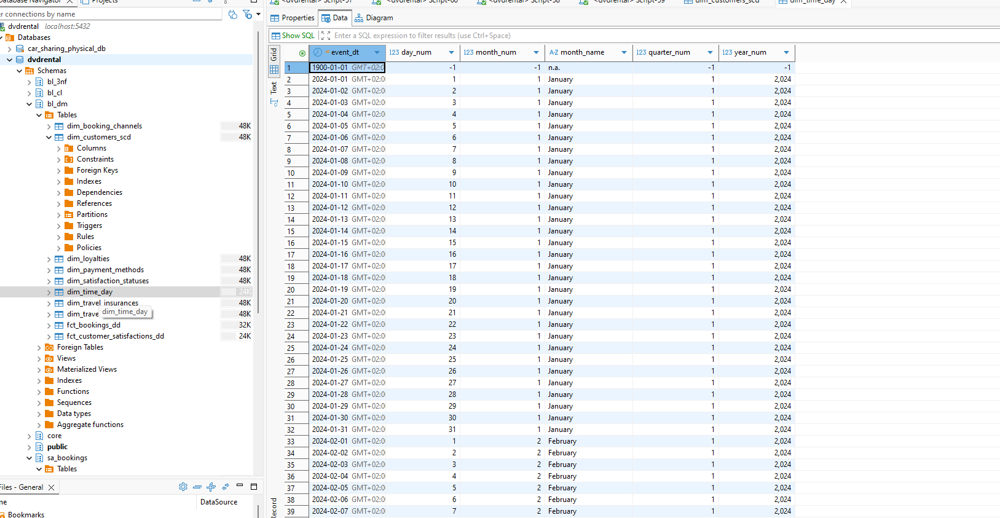 Database Navigator
Projects
<dvdrental> Script-57
<dvdrental> Script-60
<dvdrental> Script-58
<dvdrental> Script-59
dim_customers_scd
dim_time_day
er connections by name
dvdrental localhost:5432
Databases
car_sharing_physical_db
dvdrental
Schemas
bl_3nf
bl_cl
bl_dm
Tables
dim_booking_channels 48K
dim_customers_scd 48K
Columns
Constraints
Foreign Keys
Indexes
Dependencies
References
Partitions
Triggers
Rules
Policies
dim_loyalties 48K
dim_payment_methods 48K
dim_satisfaction_statuses 48K
dim_time_day 24K
dim_travel_insurances 48K
dim_time_day
dim_trave 48K
fct_bookings_dd 32K
fct_customer_satisfactions_dd 24K
Foreign Tables
Views
Materialized Views
Indexes
Functions
Sequences
Data types
Aggregate functions
core
public
sa_bookings
Tables
Files - General
DataSource
Bookmarks
Properties Data Diagram
Show SQL Enter a SQL expression to filter results (use Ctrl+Space)
Grid
Text
Record
event_dt 123 day_num 123 month_num A-Z month_name 123 quarter_num 123 year_num
1 1900-01-01 GMT+02:0 -1 -1 n.a. -1 -1
2 2024-01-01 GMT+02:0 1 1 January 1 2,024
3 2024-01-02 GMT+02:0 2 1 January 1 2,024
4 2024-01-03 GMT+02:0 3 1 January 1 2,024
5 2024-01-04 GMT+02:0 4 1 January 1 2,024
6 2024-01-05 GMT+02:0 5 1 January 1 2,024
7 2024-01-06 GMT+02:0 6 1 January 1 2,024
8 2024-01-07 GMT+02:0 7 1 January 1 2,024
9 2024-01-08 GMT+02:0 8 1 January 1 2,024
10 2024-01-09 GMT+02:0 9 1 January 1 2,024
11 2024-01-10 GMT+02:0 10 1 January 1 2,024
12 2024-01-11 GMT+02:0 11 1 January 1 2,024
13 2024-01-12 GMT+02:0 12 1 January 1 2,024
14 2024-01-13 GMT+02:0 13 1 January 1 2,024
15 2024-01-14 GMT+02:0 14 1 January 1 2,024
16 2024-01-15 GMT+02:0 15 1 January 1 2,024
17 2024-01-16 GMT+02:0 16 1 January 1 2,024
18 2024-01-17 GMT+02:0 17 1 January 1 2,024
19 2024-01-18 GMT+02:0 18 1 January 1 2,024
20 2024-01-19 GMT+02:0 19 1 January 1 2,024
21 2024-01-20 GMT+02:0 20 1 January 1 2,024
22 2024-01-21 GMT+02:0 21 1 January 1 2,024
23 2024-01-22 GMT+02:0 22 1 January 1 2,024
24 2024-01-23 GMT+02:0 23 1 January 1 2,024
25 2024-01-24 GMT+02:0 24 1 January 1 2,024
26 2024-01-25 GMT+02:0 25 1 January 1 2,024
27 2024-01-26 GMT+02:0 26 1 January 1 2,024
28 2024-01-27 GMT+02:0 27 1 January 1 2,024
29 2024-01-28 GMT+02:0 28 1 January 1 2,024
30 2024-01-29 GMT+02:0 29 1 January 1 2,024
31 2024-01-30 GMT+02:0 30 1 January 1 2,024
32 2024-01-31 GMT+02:0 31 1 January 1 2,024
33 2024-02-01 GMT+02:0 1 2 February 1 2,024
34 2024-02-02 GMT+02:0 2 2 February 1 2,024
35 2024-02-03 GMT+02:0 3 2 February 1 2,024
36 2024-02-04 GMT+02:0 4 2 February 1 2,024
37 2024-02-05 GMT+02:0 5 2 February 1 2,024
38 2024-02-06 GMT+02:0 6 2 February 1 2,024
39 2024-02-07 GMT+02:0 7 2 February 1 2,024